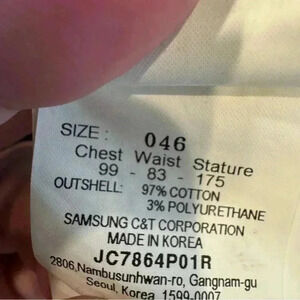 SIZE : 046
Chest Waist Stature
99 - 83 - 175
OUTSHELL: 97% COTTON
3% POLYURETHANE
SAMSUNG C&T CORPORATION
MADE IN KOREA
JC7864P01R
2806,Nambusunhwan-ro, Gangnam-gu
Seoul, Korea 1599-0007